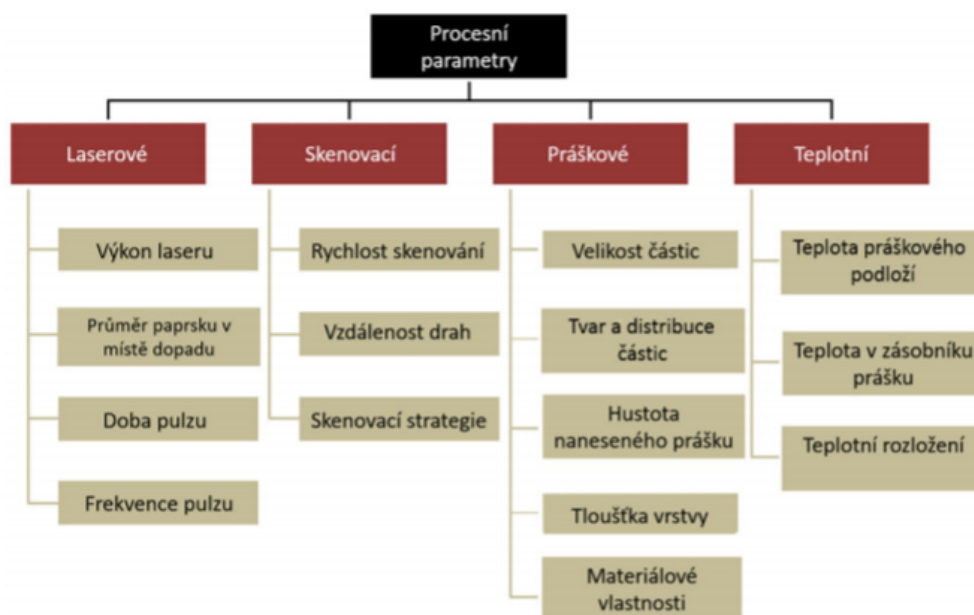 Procesní
parametry
Laserové
Skenovací
Práškové
Teplotní
Výkon laseru
Průměr paprsku v
místě dopadu
Doba pulzu
Frekvence pulzu
Rychlost skenování
Vzdálenost drah
Skenovací strategie
Velikost částic
Tvar a distribuce
částic
Hustota
naneseného prášku
Tloušťka vrstvy
Materiálové
vlastnosti
Teplota práškového
podloží
Teplota v zásobníku
prášku
Teplotní rozložení